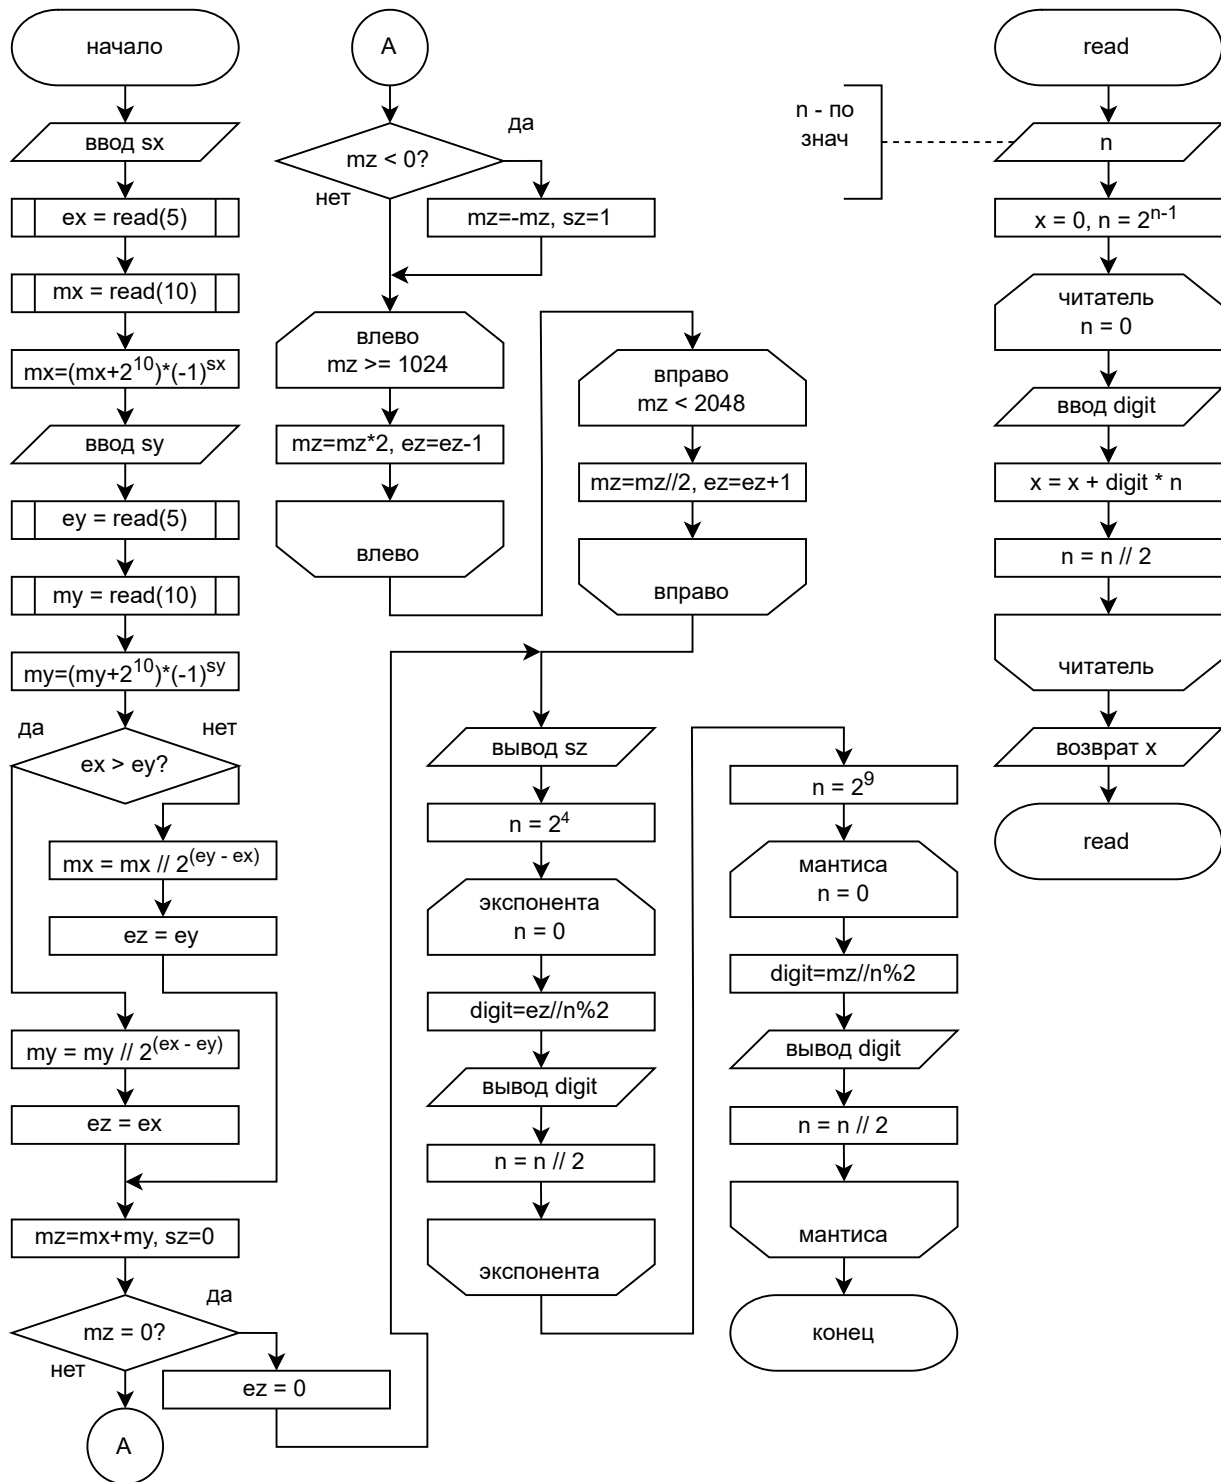 начало
ввод sx
ex = read(5)
mx = read(10)
mx=(mx+2^10)*(-1)^sx
ввод sy
ey = read(5)
my = read(10)
my=(my+2^10)*(-1)^sy
да
нет
ex > ey?
mx = mx // 2^(ey - ex)
ez = ey
my = my // 2^(ex - ey)
ez = ex
mz=mx+my, sz=0
да
mz = 0?
нет
ez = 0
A
A
да
mz < 0?
нет
mz=-mz, sz=1
влево
mz >= 1024
mz=mz*2, ez=ez-1
влево
вправо
mz < 2048
mz=mz//2, ez=ez+1
вправо
вывод sz
n = 2^4
экспонента
n = 0
digit=ez//n%2
вывод digit
n = n // 2
экспонента
n = 2^9
мантиса
n = 0
digit=mz//n%2
вывод digit
n = n // 2
мантиса
конец
read
n - по
знач
n
x = 0, n = 2^n-1
читатель
n = 0
ввод digit
x = x + digit * n
n = n // 2
читатель
возврат x
read